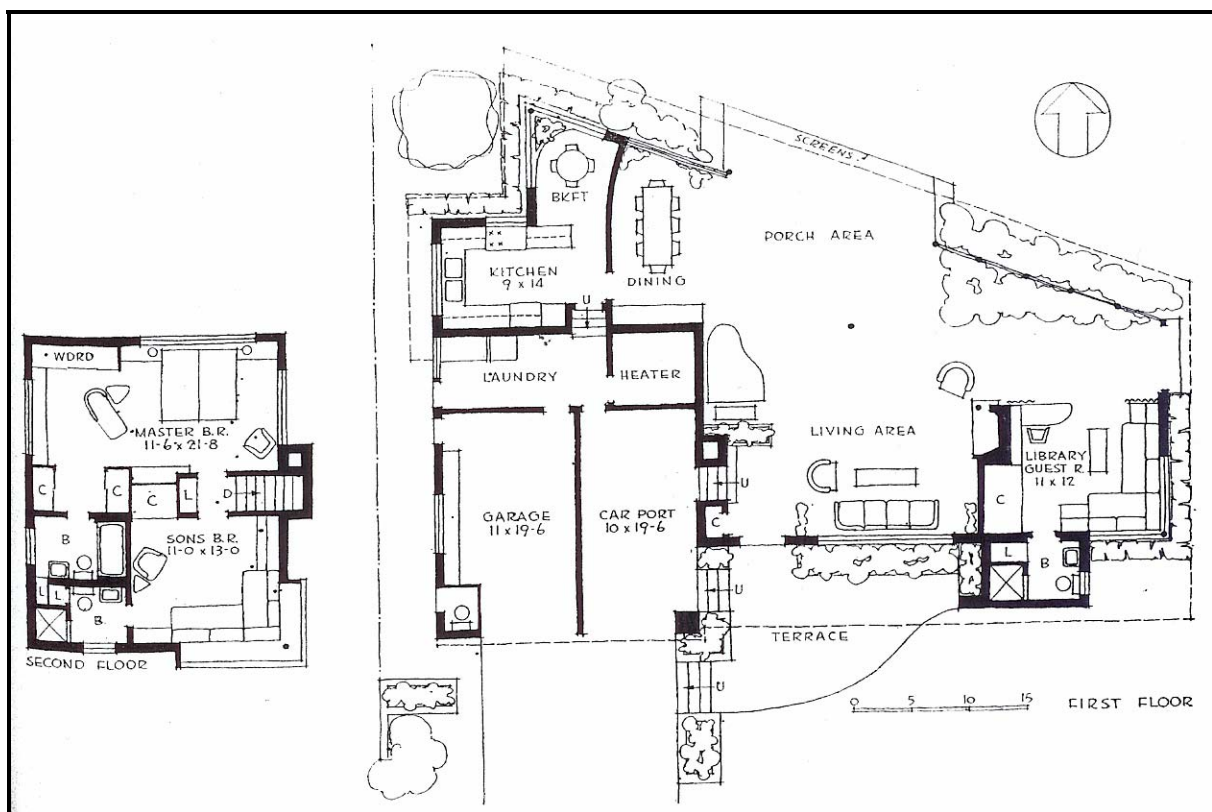 SCREENS
BKFT
PORCH AREA
KITCHEN
9 x 14
DINING
U
LAUNDRY
HEATER
LIVING AREA
LIBRARY
GUEST R.
11 x 12
C
U
C
GARAGE
11 x 19-6
CAR PORT
10 x 19-6
L
B
U
TERRACE
U
0 5 10 15
FIRST FLOOR
WDRD
MASTER B.R.
11-6 x 21-8
C
C
C
L
D
B
SONS B.R.
11-0 x 13-0
L
L
B
SECOND FLOOR